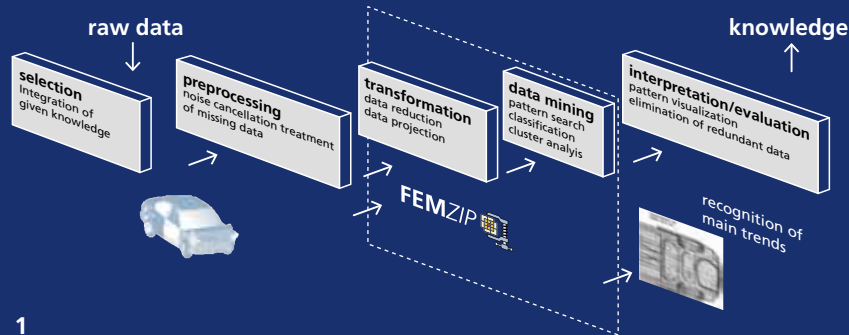 raw data
knowledge
selection
Integration of
given knowledge
preprocessing
noise cancellation treatment
of missing data
transformation
data reduction
data projection
data mining
pattern search
classification
cluster analyis
interpretation/evaluation
pattern visualization
elimination of redundant data
FEMZIP
recognition of
main trends
1